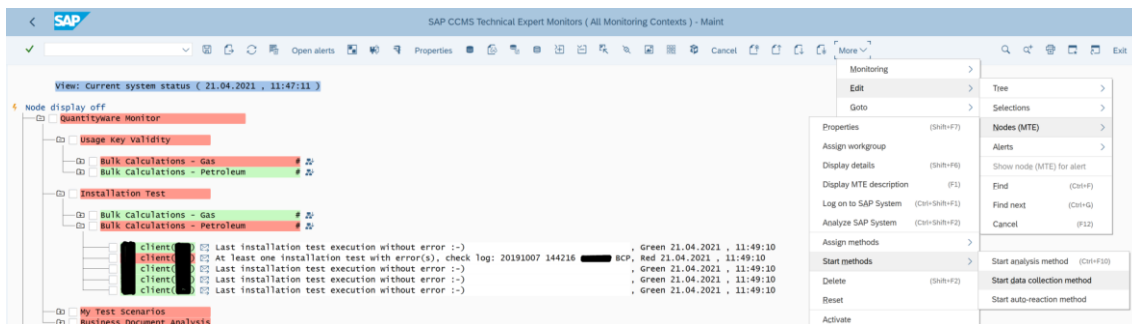 SAP
SAP CCMS Technical Expert Monitors ( All Monitoring Contexts ) - Maint
Open alerts
Properties
Cancel
More
Exit
View: Current system status ( 21.04.2021 , 11:47:11 )
Node display off
QuantityWare Monitor
Usage Key Validity
Bulk Calculations - Gas #
Bulk Calculations - Petroleum #
Installation Test
Bulk Calculations - Gas #
Bulk Calculations - Petroleum #
client( ) Last installation test execution without error :-) , Green 21.04.2021 , 11:49:10
client( ) At least one installation test with error(s), check log: 20191007 144216 BCP, Red 21.04.2021 , 11:49:10
client( ) Last installation test execution without error :-) , Green 21.04.2021 , 11:49:10
client( ) Last installation test execution without error :-) , Green 21.04.2021 , 11:49:10
client( ) Last installation test execution without error :-) , Green 21.04.2021 , 11:49:10
My Test Scenarios
Business Document Analysis
Monitoring
Edit
Goto
Properties (Shift+F7)
Assign workgroup
Display details (Shift+F6)
Display MTE description (F1)
Log on to SAP System (Ctrl+Shift+F1)
Analyze SAP System (Ctrl+Shift+F2)
Assign methods
Start methods
Delete (Shift+F2)
Reset
Activate
Tree
Selections
Nodes (MTE)
Alerts
Show node (MTE) for alert
Find (Ctrl+F)
Find next (Ctrl+G)
Cancel (F12)
Start analysis method (Ctrl+F10)
Start data collection method
Start auto-reaction method